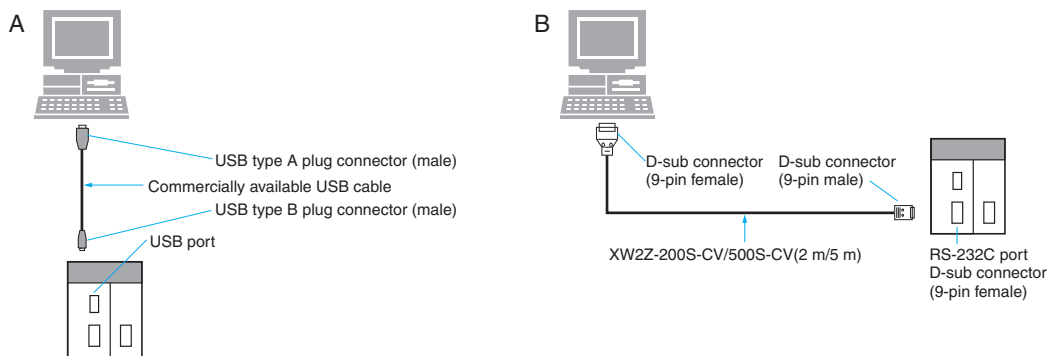 A
USB type A plug connector (male)
Commercially available USB cable
USB type B plug connector (male)
USB port
B
D-sub connector
(9-pin female)
D-sub connector
(9-pin male)
XW2Z-200S-CV/500S-CV(2 m/5 m)
RS-232C port
D-sub connector
(9-pin female)